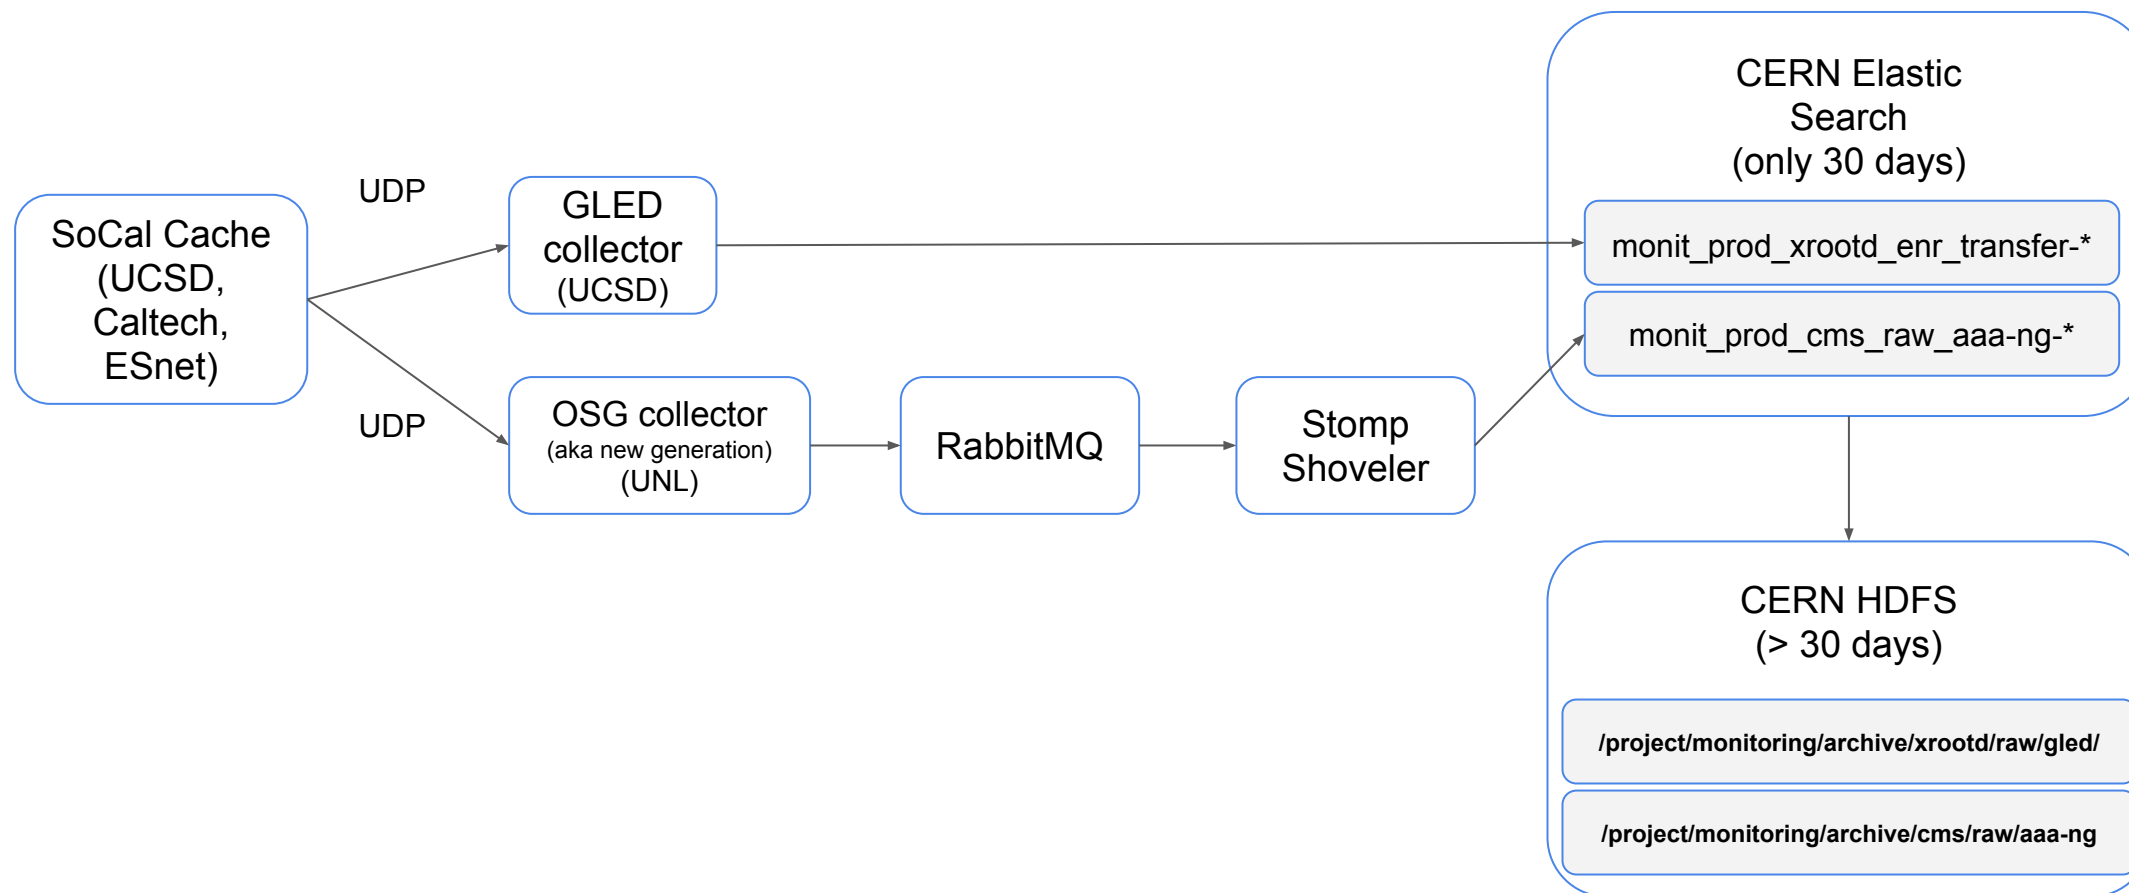 SoCal Cache
(UCSD,
Caltech,
ESnet)
UDP
UDP
GLED
collector
(UCSD)
OSG collector
(aka new generation)
(UNL)
RabbitMQ
Stomp
Shoveler
CERN Elastic
Search
(only 30 days)
monit_prod_xrootd_enr_transfer-*
monit_prod_cms_raw_aaa-ng-*
CERN HDFS
(> 30 days)
/project/monitoring/archive/xrootd/raw/gled/
/project/monitoring/archive/cms/raw/aaa-ng